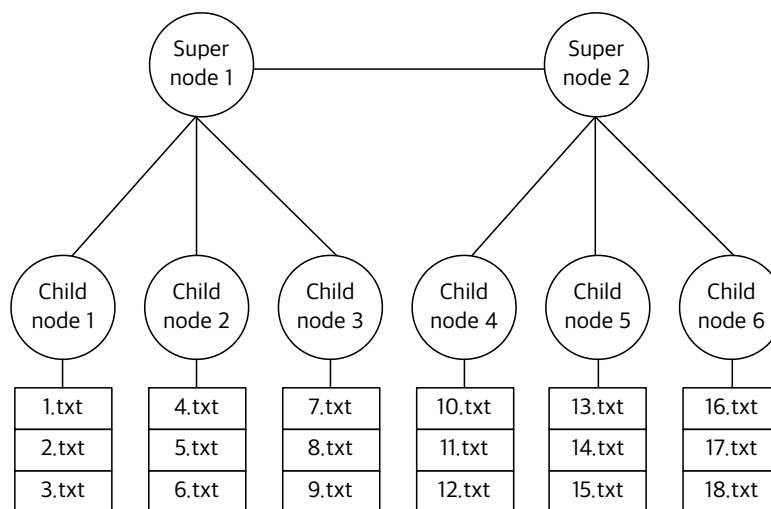 Super
node 1
Super
node 2
Child
node 1
Child
node 2
Child
node 3
Child
node 4
Child
node 5
Child
node 6
1.txt
4.txt
7.txt
10.txt
13.txt
16.txt
2.txt
5.txt
8.txt
11.txt
14.txt
17.txt
3.txt
6.txt
9.txt
12.txt
15.txt
18.txt